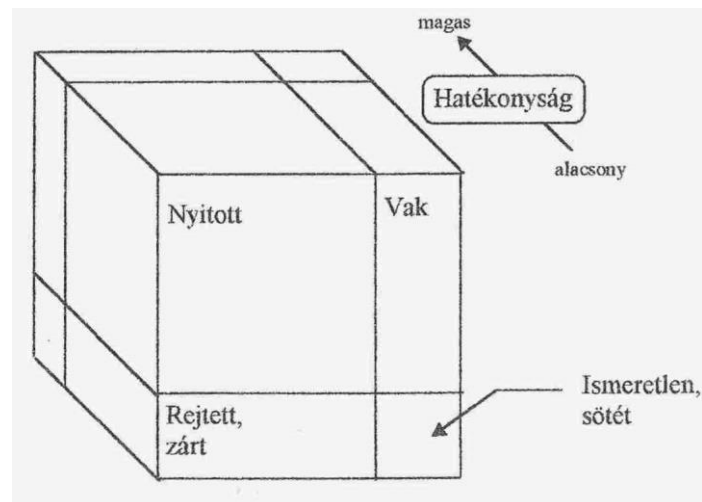 magas
Hatékonyság
alacsony
Nyitott
Vak
Rejtett,
zárt
Ismeretlen,
sötét